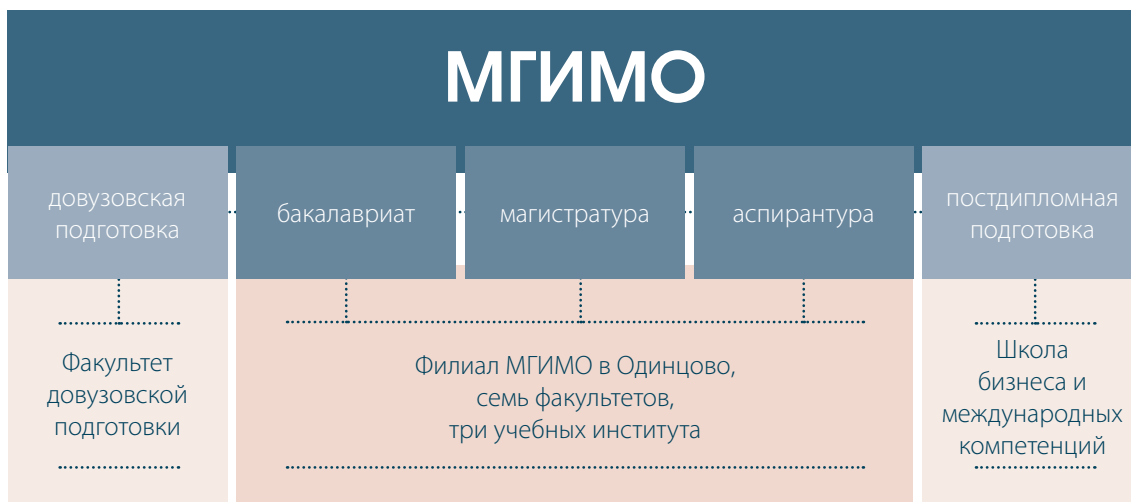 МГИМО
довузовская
подготовка
бакалавриат
магистратура
аспирантура
постдипломная
подготовка
Факультет
довузовской
подготовки
Филиал МГИМО в Одинцово,
семь факультетов,
три учебных института
Школа
бизнеса и
международных
компетенций